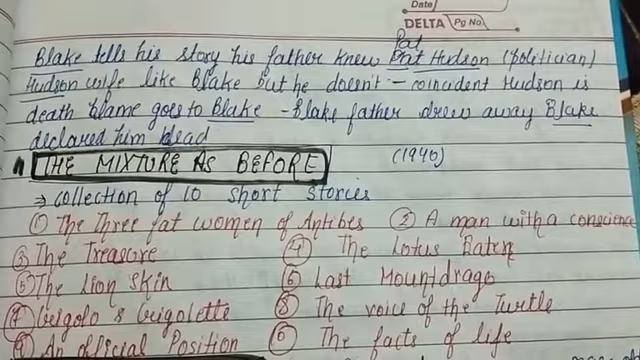 Date
DELTA Pg No.
Pat
Blake tells his story his father knew Pat Hudson (politician)
Hudson wife like Blake but he doesn't - coincident Hudson is
death blame goes to Blake - Blake father drew away Blake
declared him dead
THE MIXTURE AS BEFORE (1940)
⇒ collection of 10 short stories
① The Three fat women of Antibes ② A man with a conscience
③ The Treasure ④ The Lotus Eater
⑤ The Lion Skin ⑥ Last Mountdrago
⑦ Gigolo & Gigolette ⑧ The voice of the Turtle
⑨ An official Position ⑥ The facts of life